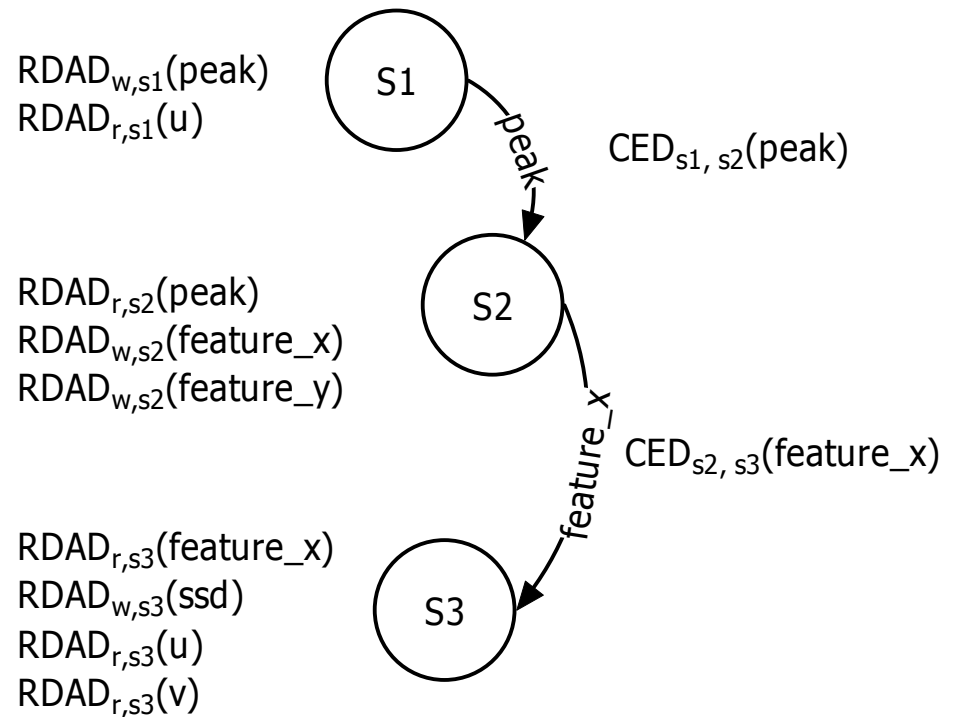 RDADw,s1(peak)
RDADr,s1(u)
S1
peak
CEDs1, s2(peak)
RDADr,s2(peak)
RDADw,s2(feature_x)
RDADw,s2(feature_y)
S2
feature_x
CEDs2, s3(feature_x)
RDADr,s3(feature_x)
RDADw,s3(ssd)
RDADr,s3(u)
RDADr,s3(v)
S3